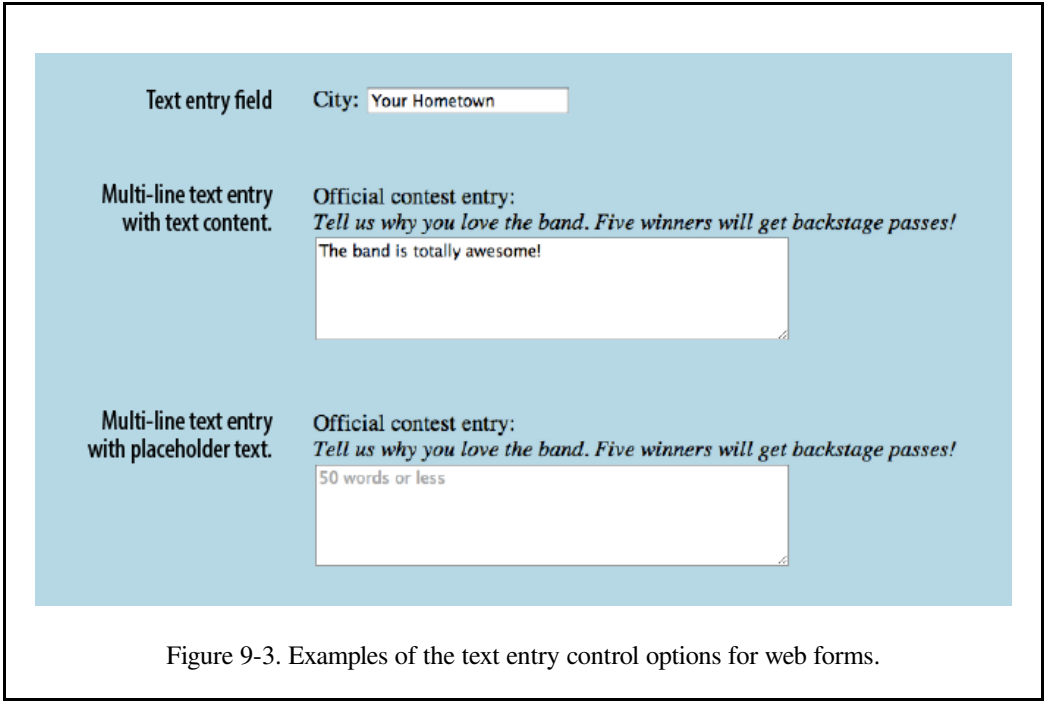 Text entry field
City: Your Hometown
Multi-line text entry
with text content.
Official contest entry:
Tell us why you love the band. Five winners will get backstage passes!
The band is totally awesome!
Multi-line text entry
with placeholder text.
Official contest entry:
Tell us why you love the band. Five winners will get backstage passes!
50 words or less
Figure 9-3. Examples of the text entry control options for web forms.